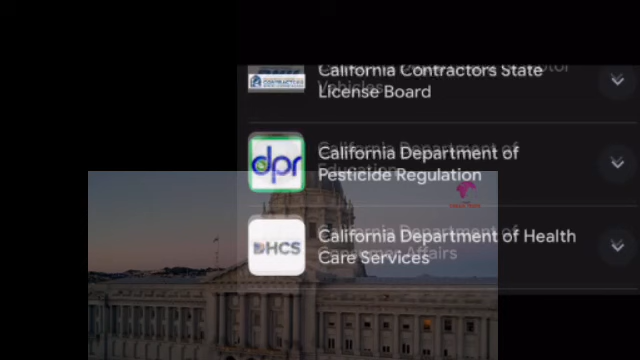 California Contractors State
License Board
dpr
California Department of
Pesticide Regulation
DHCS
California Department of Health
Care Services